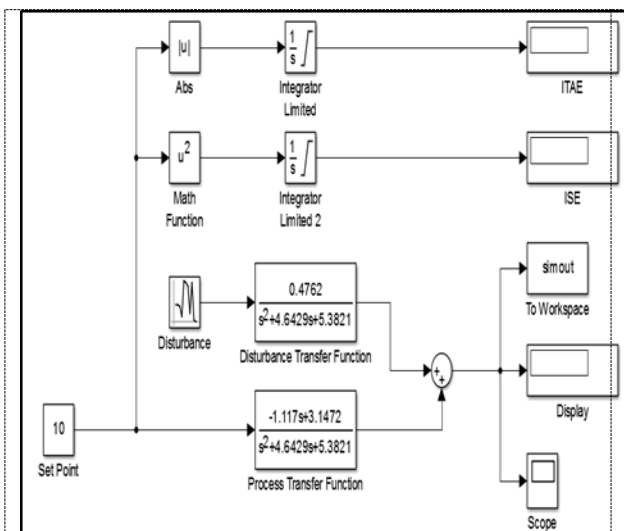 |u|
1
s
Abs
Integrator
Limited
ITAE
u2
1
s
Math
Function
Integrator
Limited 2
ISE
Disturbance
0.4762
s2+4.6429s+5.3821
Disturbance Transfer Function
simout
To Workspace
+
+
Display
10
Set Point
-1.117s+3.1472
s2+4.6429s+5.3821
Process Transfer Function
Scope